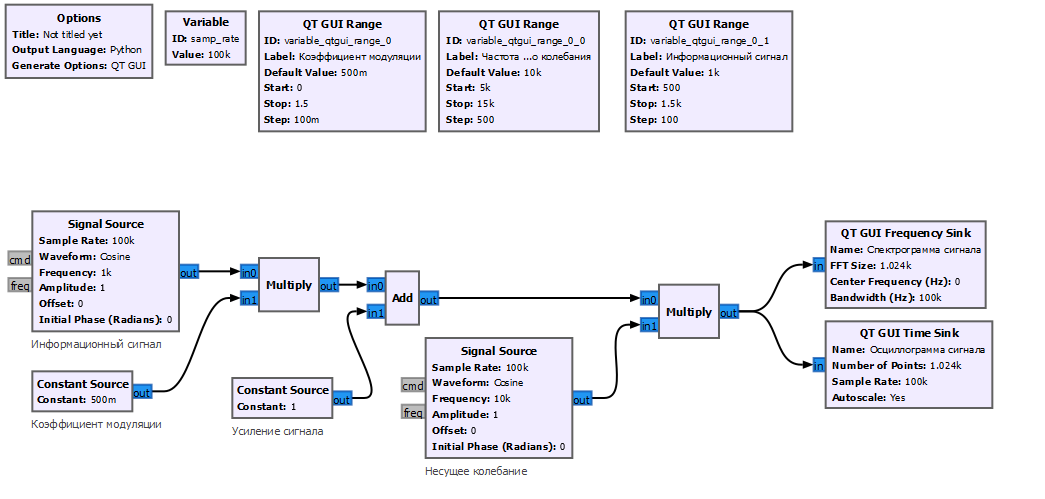 Options
Title: Not titled yet
Output Language: Python
Generate Options: QT GUI
Variable
ID: samp_rate
Value: 100k
QT GUI Range
ID: variable_qtgui_range_0
Label: Коэффициент модуляции
Default Value: 500m
Start: 0
Stop: 1.5
Step: 100m
QT GUI Range
ID: variable_qtgui_range_0_0
Label: Частота ...о колебания
Default Value: 10k
Start: 5k
Stop: 15k
Step: 500
QT GUI Range
ID: variable_qtgui_range_0_1
Label: Информационный сигнал
Default Value: 1k
Start: 500
Stop: 1.5k
Step: 100
Signal Source
Sample Rate: 100k
Waveform: Cosine
Frequency: 1k
Amplitude: 1
Offset: 0
Initial Phase (Radians): 0
cmd
freq
out
Информационный сигнал
Constant Source
Constant: 500m
out
Коэффициент модуляции
in0
in1
Multiply
out
Constant Source
Constant: 1
out
Усиление сигнала
in0
in1
Add
out
Signal Source
Sample Rate: 100k
Waveform: Cosine
Frequency: 10k
Amplitude: 1
Offset: 0
Initial Phase (Radians): 0
cmd
freq
out
Несущее колебание
in0
in1
Multiply
out
QT GUI Frequency Sink
Name: Спектрограмма сигнала
FFT Size: 1.024k
Center Frequency (Hz): 0
Bandwidth (Hz): 100k
in
QT GUI Time Sink
Name: Осциллограмма сигнала
Number of Points: 1.024k
Sample Rate: 100k
Autoscale: Yes
in